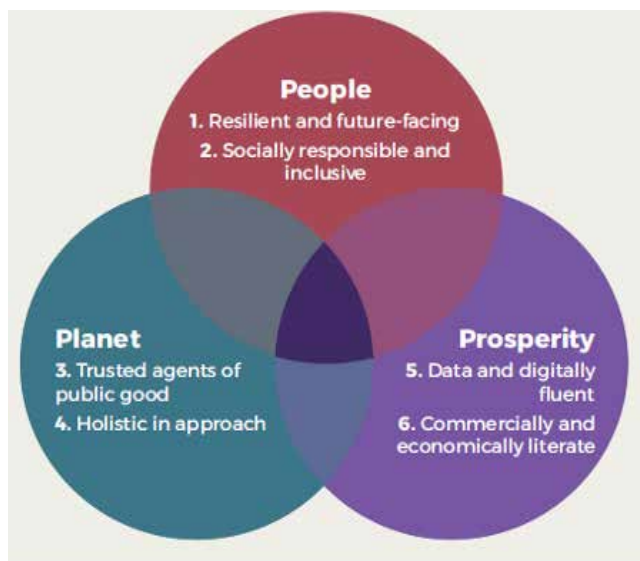 People
1. Resilient and future-facing
2. Socially responsible and
inclusive
Planet
3. Trusted agents of
public good
4. Holistic in approach
Prosperity
5. Data and digitally
fluent
6. Commercially and
economically literate